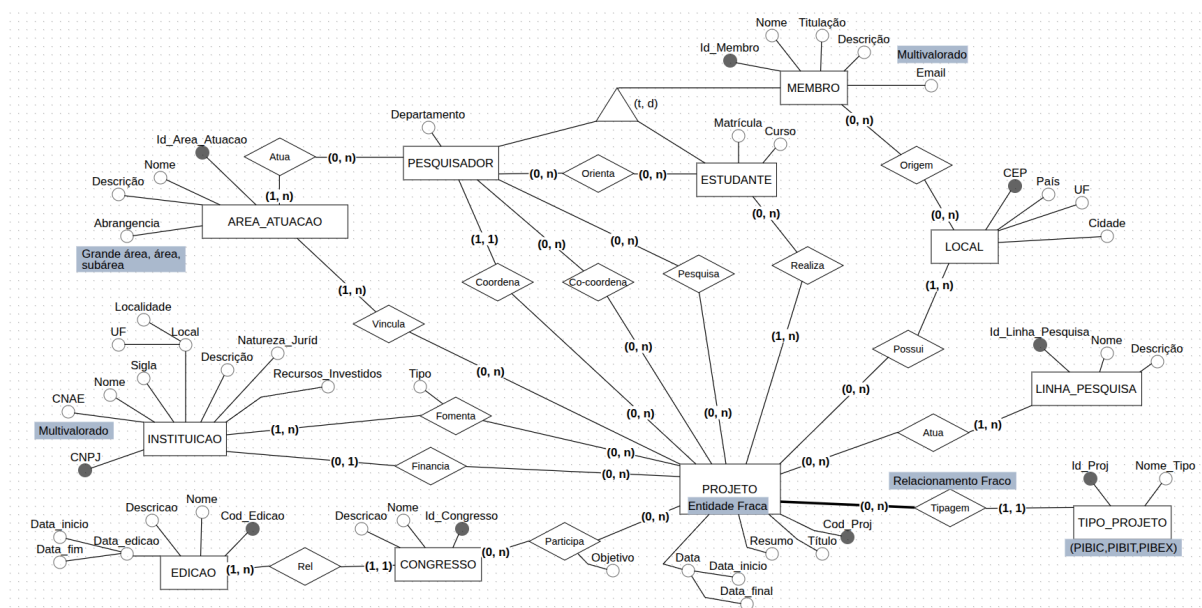 Nome
Titulação
Id_Membro
Descrição
Multivalorado
Email
MEMBRO
(t, d)
(0, n)
Departamento
Matrícula
Curso
Id_Area_Atuacao
Atua
(0, n)
PESQUISADOR
(0, n)
Orienta
(0, n)
ESTUDANTE
Origem
CEP
País
UF
Cidade
Nome
Descrição
(1, n)
AREA_ATUACAO
Abrangencia
Grande área, área,
subárea
(0, n)
(0, n)
LOCAL
(1, 1)
(0, n)
(0, n)
Coordena
Co-coordena
Pesquisa
Realiza
(1, n)
(1, n)
Localidade
Vincula
UF
Local
Natureza_Juríd
(0, n)
(1, n)
Possui
Id_Linha_Pesquisa
Nome
Descrição
Descrição
Sigla
Recursos_Investidos
Tipo
(0, n)
(0, n)
LINHA_PESQUISA
Nome
CNAE
Multivalorado
INSTITUICAO
(1, n)
Fomenta
(0, n)
(0, n)
Atua
(1, n)
CNPJ
(0, 1)
Financia
(0, n)
(0, n)
(0, n)
PROJETO
Entidade Fraca
Relacionamento Fraco
(0, n)
Tipagem
(1, 1)
Id_Proj
Nome_Tipo
TIPO_PROJETO
(PIBIC,PIBIT,PIBEX)
Nome
Descricao
Cod_Edicao
Data_inicio
Data_edicao
Data_fim
EDICAO
(1, n)
Rel
(1, 1)
Nome
Descricao
Id_Congresso
CONGRESSO
(0, n)
Participa
(0, n)
Objetivo
Cod_Proj
Resumo
Título
Data
Data_inicio
Data_final